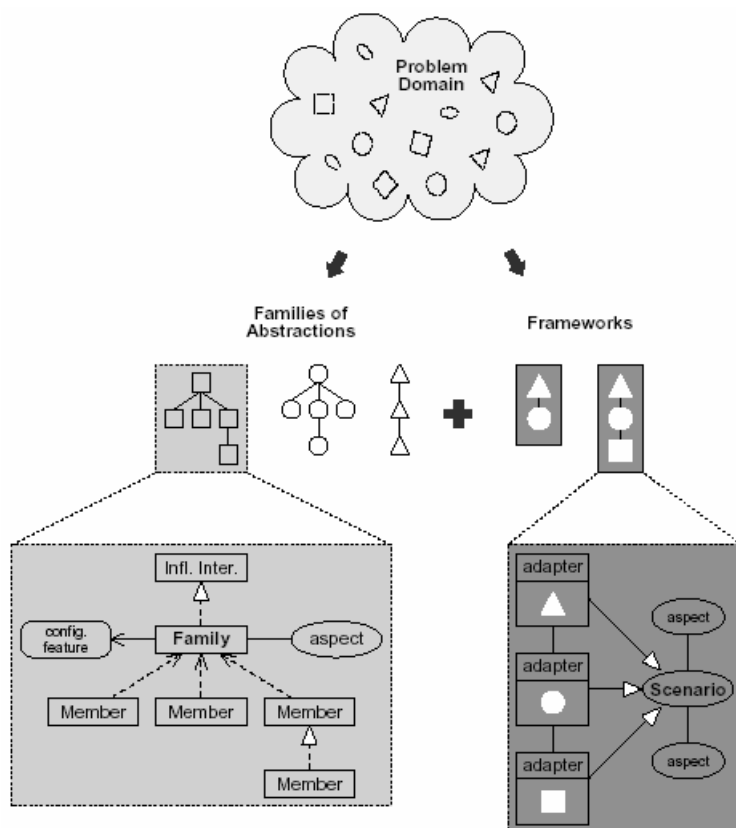 Problem
Domain
Families of
Abstractions
Frameworks
Infl. Inter.
config.
feature
Family
aspect
Member
Member
Member
Member
adapter
adapter
adapter
aspect
Scenario
aspect